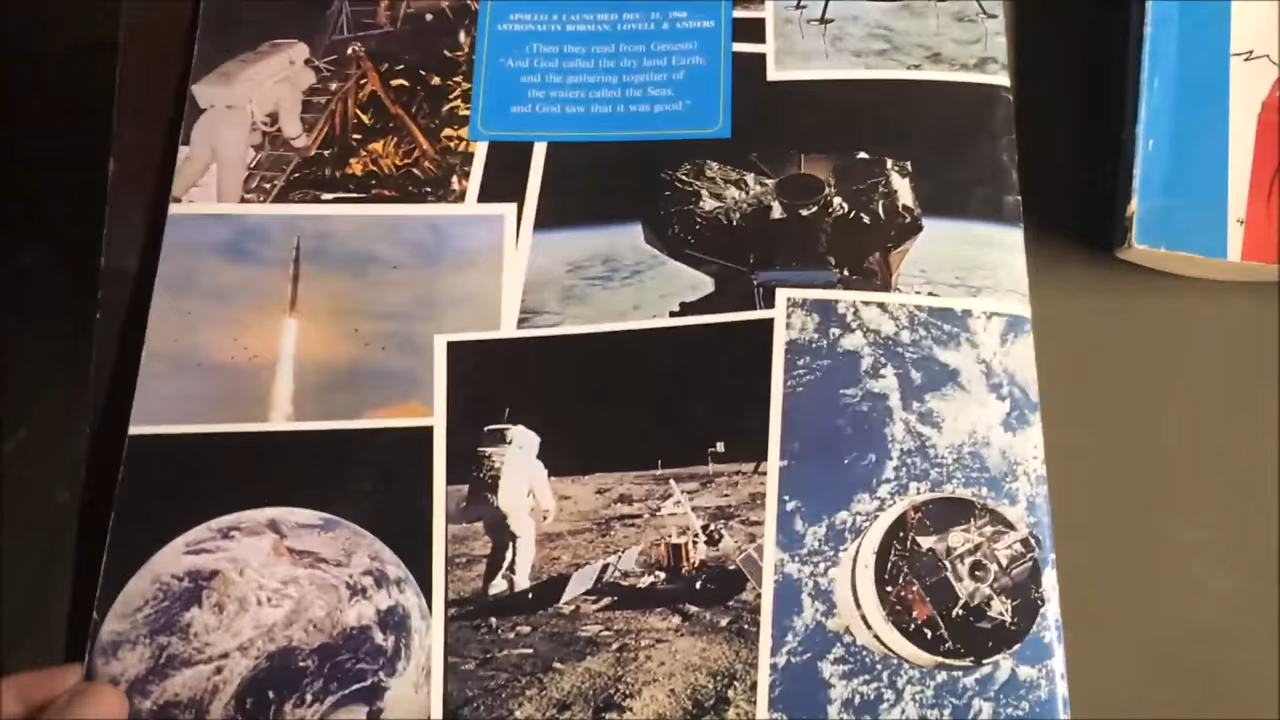 APOLLO 8 LAUNCHED DEC. 21, 1968
ASTRONAUTS BORMAN, LOVELL & ANDERS
. . . (Then they read from Genesis)
"And God called the dry land Earth;
and the gathering together of
the waters called the Seas,
and God saw that it was good."